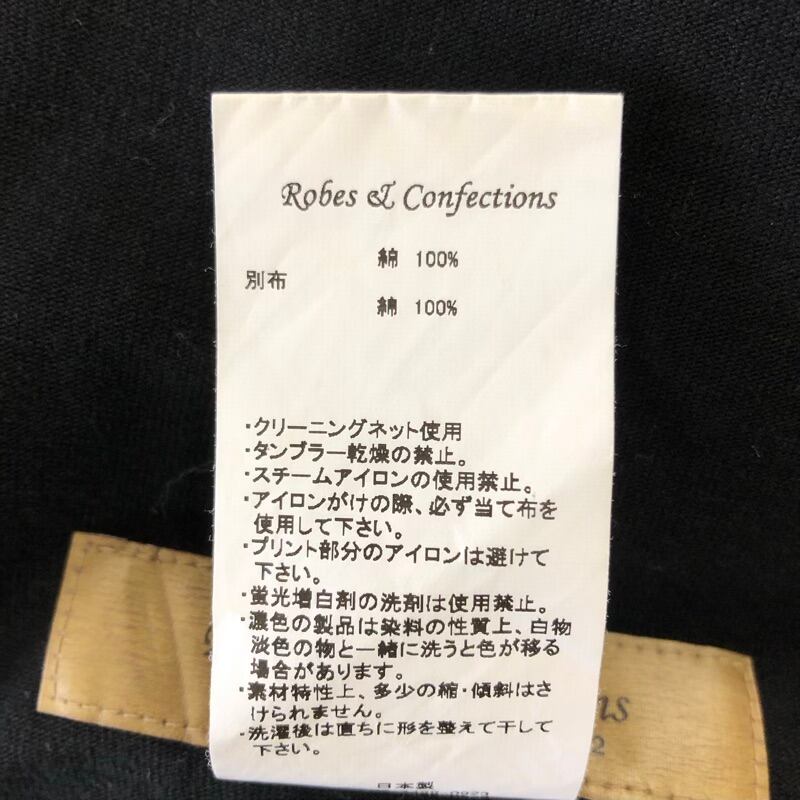 Robes & Confections
綿 100%
別布
綿 100%
・クリーニングネット使用
・タンブラー乾燥の禁止。
・スチームアイロンの使用禁止。
・アイロンがけの際、必ず当て布を
使用して下さい。
・プリント部分のアイロンは避けて
下さい。
・蛍光増白剤の洗剤は使用禁止。
・濃色の製品は染料の性質上、白物
淡色の物と一緒に洗うと色が移る
場合があります。
・素材特性上、多少の縮・傾斜はさ
けられません。
・洗濯後は直ちに形を整えて干して
下さい。
日本製
ns
2